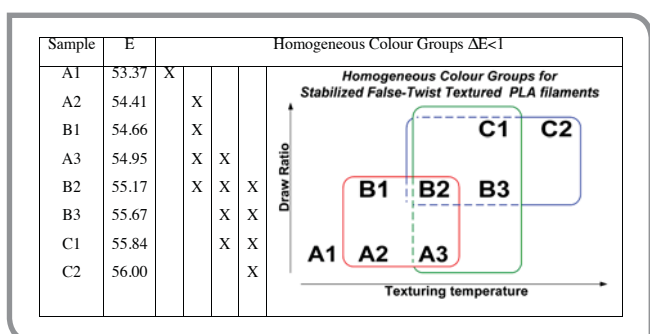 Sample E Homogeneous Colour Groups ΔE<1
A1 53.37 X
A2 54.41 X
B1 54.66 X
A3 54.95 X X
B2 55.17 X X X
B3 55.67 X X
C1 55.84 X X
C2 56.00 X
Homogeneous Colour Groups for
Stabilized False-Twist Textured PLA filaments
Draw Ratio
C1 C2
B1 B2 B3
A1 A2 A3
Texturing temperature